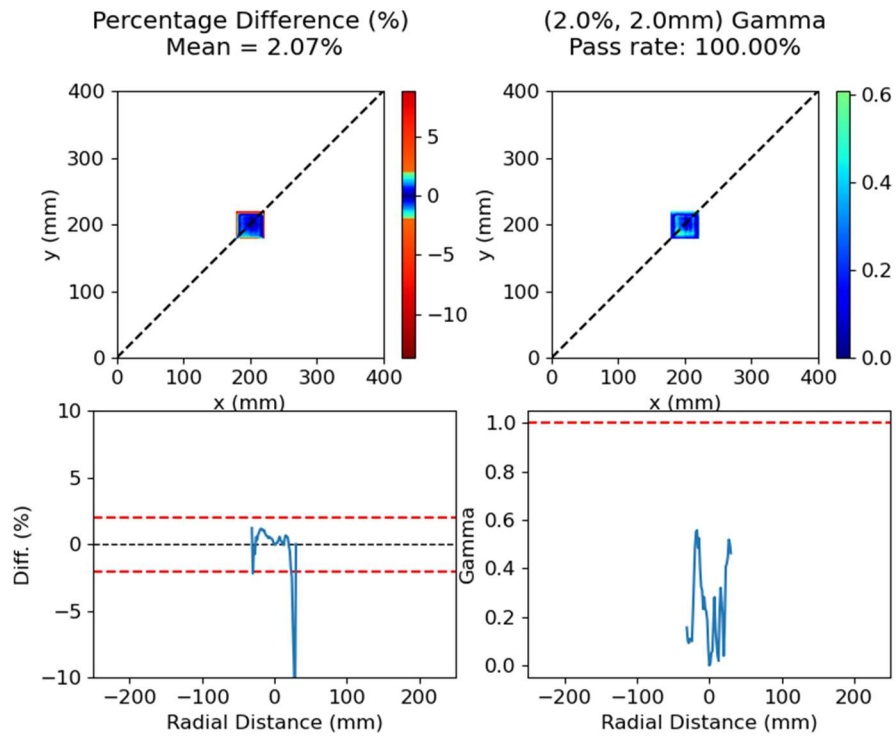 Percentage Difference (%)
Mean = 2.07%
(2.0%, 2.0mm) Gamma
Pass rate: 100.00%
400
300
200
100
0
y (mm)
0 100 200 300 400
x (mm)
5
0
−5
−10
400
300
200
100
0
y (mm)
0 100 200 300 400
x (mm)
0.6
0.4
0.2
0.0
10
5
0
−5
−10
Diff. (%)
−200 −100 0 100 200
Radial Distance (mm)
1.0
0.8
0.6
0.4
0.2
0.0
Gamma
−200 −100 0 100 200
Radial Distance (mm)